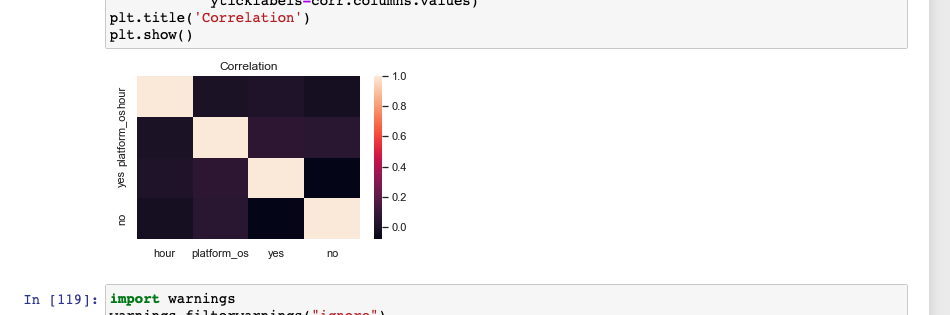 yticklabels=corr.columns.values)
plt.title('Correlation')
plt.show()
Correlation
hour
platform_os
yes
no
1.0
0.8
0.6
0.4
0.2
0.0
hour platform_os yes no
In [119]: import warnings
warnings.filterwarnings("ignore")